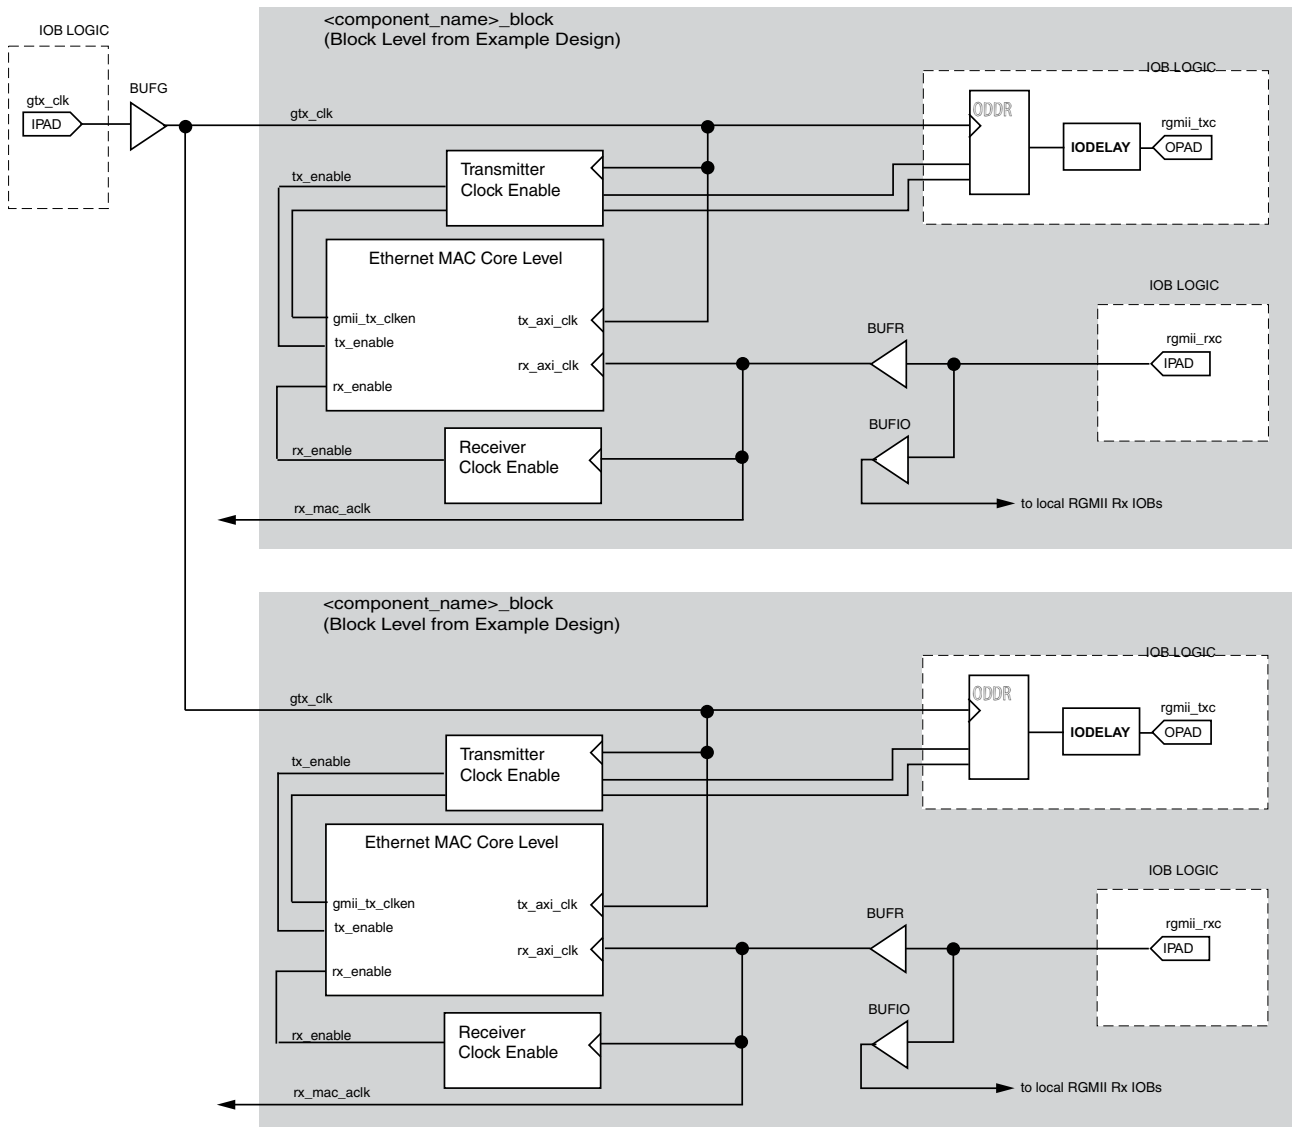 IOB LOGIC
gtx_clk
IPAD
BUFG
<component_name>_block
(Block Level from Example Design)
gtx_clk
IOB LOGIC
ODDR
IODELAY
rgmii_txc
OPAD
tx_enable
Transmitter
Clock Enable
Ethernet MAC Core Level
gmii_tx_clken
tx_axi_clk
tx_enable
rx_axi_clk
rx_enable
BUFR
IOB LOGIC
rgmii_rxc
IPAD
BUFIO
rx_enable
Receiver
Clock Enable
to local RGMII Rx IOBs
rx_mac_aclk
<component_name>_block
(Block Level from Example Design)
gtx_clk
IOB LOGIC
ODDR
IODELAY
rgmii_txc
OPAD
tx_enable
Transmitter
Clock Enable
Ethernet MAC Core Level
gmii_tx_clken
tx_axi_clk
tx_enable
rx_axi_clk
rx_enable
BUFR
IOB LOGIC
rgmii_rxc
IPAD
BUFIO
rx_enable
Receiver
Clock Enable
to local RGMII Rx IOBs
rx_mac_aclk